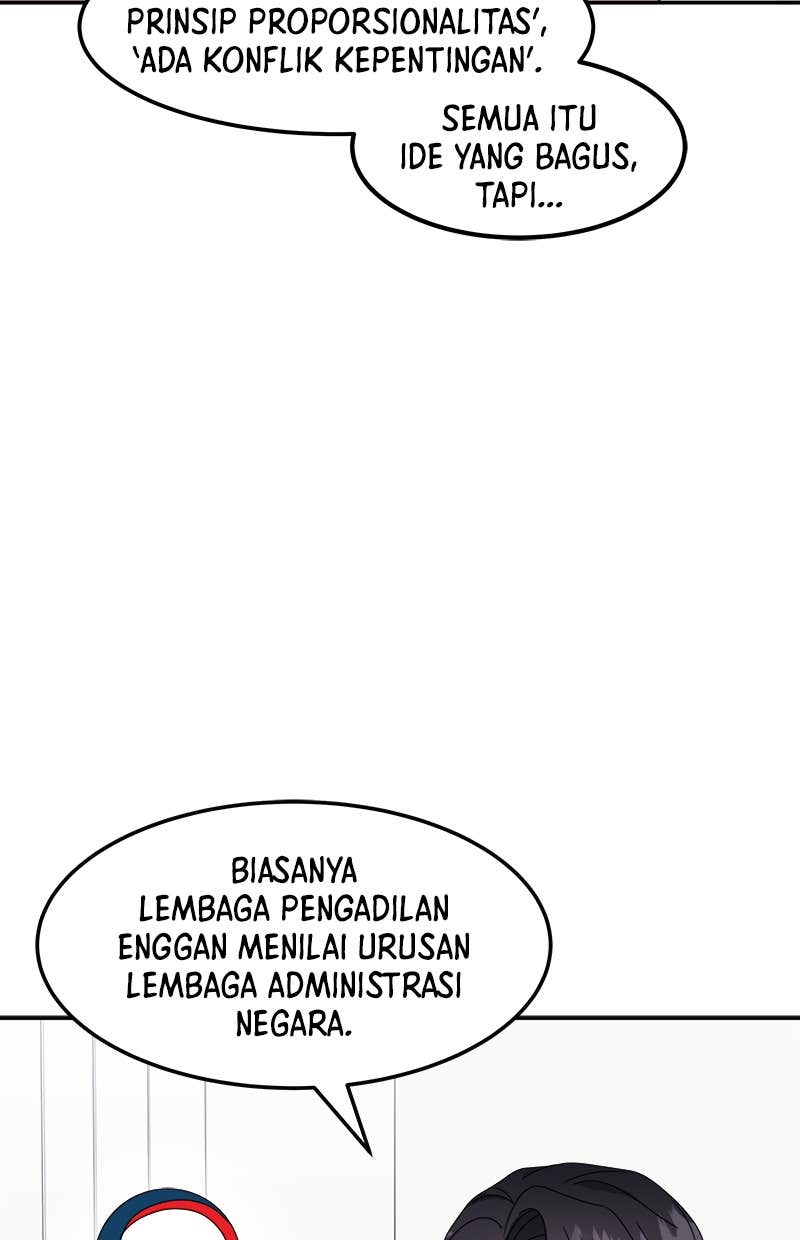 PRINSIP PROPORSIONALITAS',
'ADA KONFLIK KEPENTINGAN'.
SEMUA ITU
IDE YANG BAGUS,
TAPI...
BIASANYA
LEMBAGA PENGADILAN
ENGGAN MENILAI URUSAN
LEMBAGA ADMINISTRASI
NEGARA.